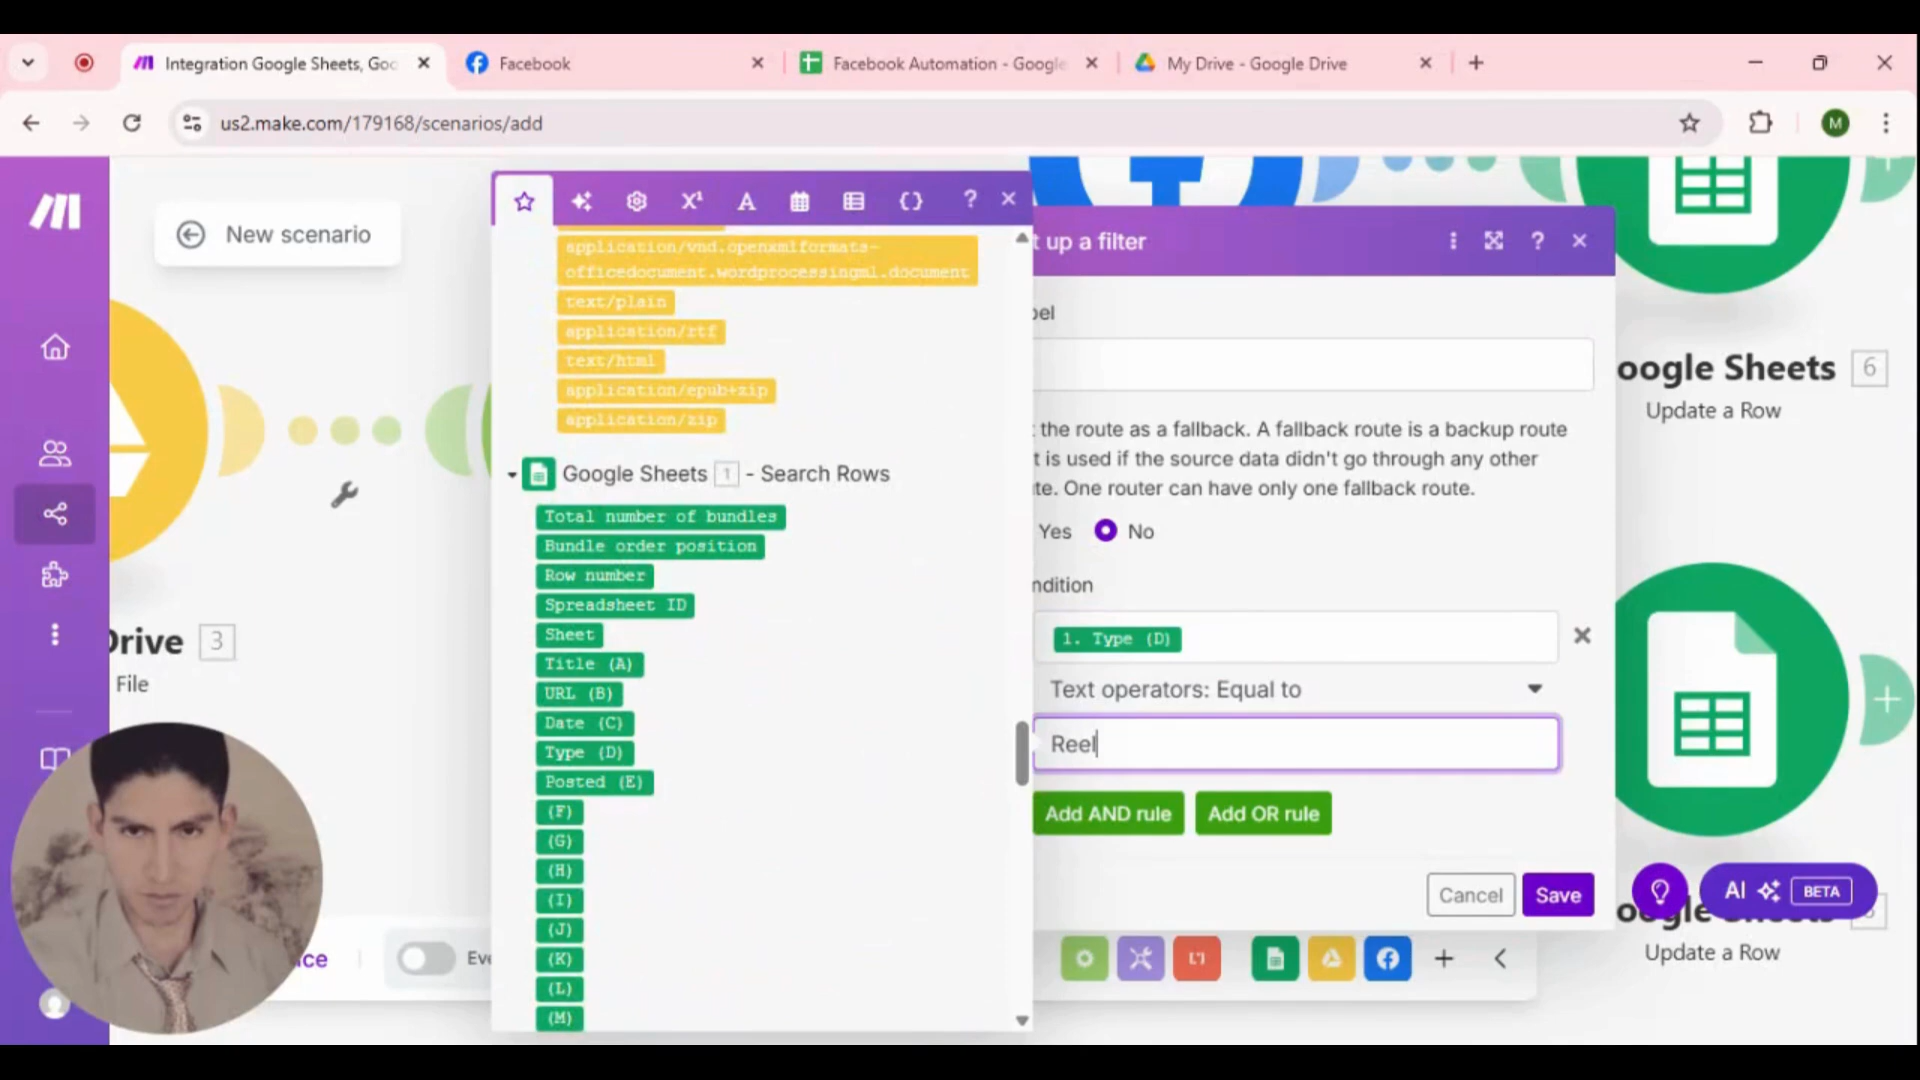 Integration Google Sheets, Goo
Facebook
Facebook Automation - Google
My Drive - Google Drive
us2.make.com/179168/scenarios/add
M
New scenario
application/vnd.openxmlformats-
officedocument.wordprocessingml.document
text/plain
application/rtf
text/html
application/epub+zip
application/zip
Google Sheets 1 - Search Rows
Total number of bundles
Bundle order position
Row number
Spreadsheet ID
Sheet
Title (A)
URL (B)
Date (C)
Type (D)
Posted (E)
(F)
(G)
(H)
(I)
(J)
(K)
(L)
(M)
t up a filter
bel
t the route as a fallback. A fallback route is a backup route
t is used if the source data didn't go through any other
te. One router can have only one fallback route.
Yes No
ndition
1. Type (D)
Text operators: Equal to
Reel
Add AND rule Add OR rule
Cancel Save
oogle Sheets 6
Update a Row
Drive 3
File
AI BETA
Update a Row
nce
Eve